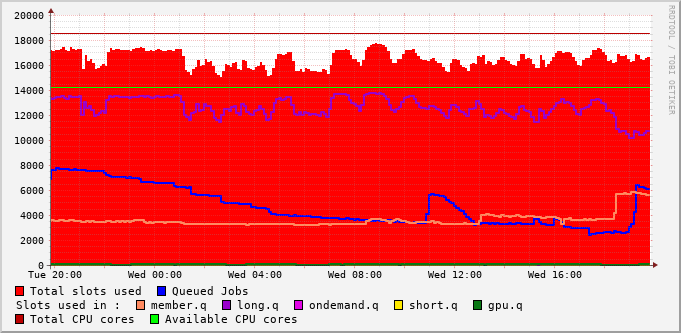 RRDTOOL / TOBI OETIKER
20000
18000
16000
14000
12000
10000
8000
6000
4000
2000
0
Tue 20:00 Wed 00:00 Wed 04:00 Wed 08:00 Wed 12:00 Wed 16:00
Total slots used Queued Jobs
Slots used in : member.q long.q ondemand.q short.q gpu.q
Total CPU cores Available CPU cores